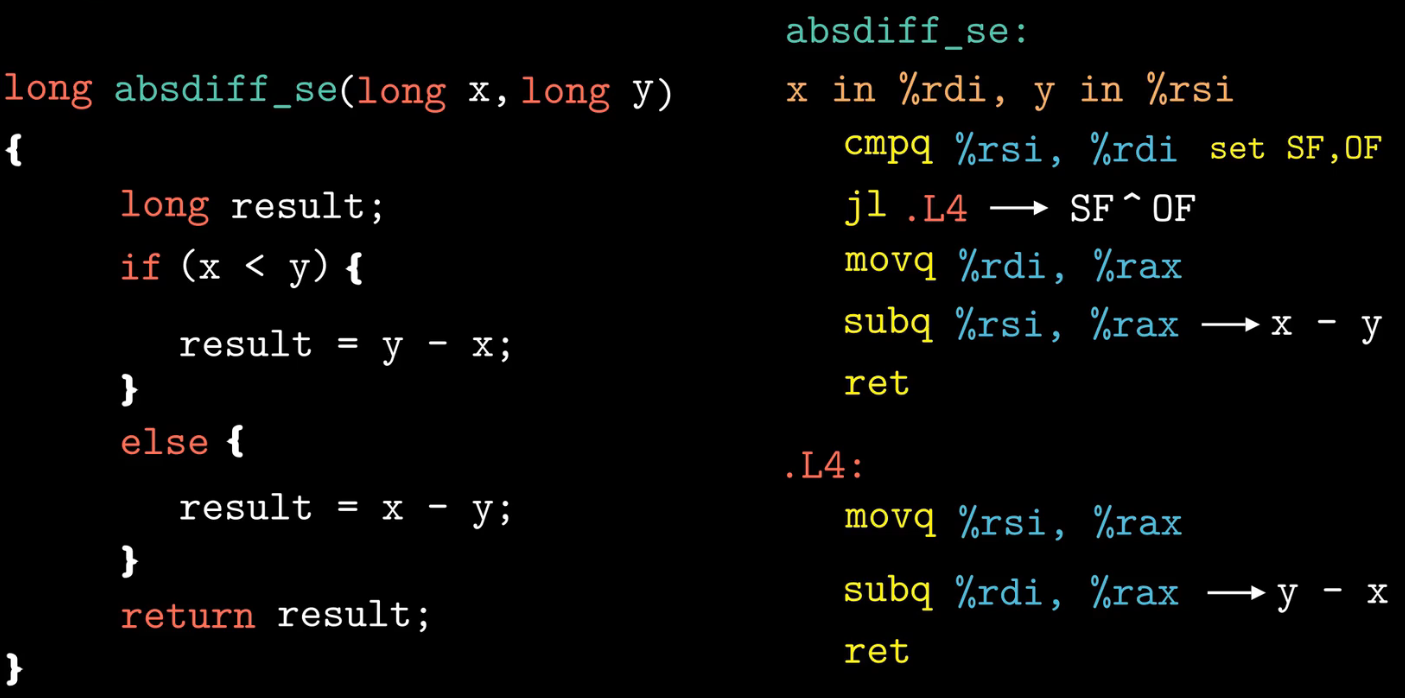 long absdiff_se(long x, long y)
{
long result;
if (x < y) {
result = y - x;
}
else {
result = x - y;
}
return result;
}
absdiff_se:
x in %rdi, y in %rsi
cmpq %rsi, %rdi set SF,OF
jl .L4 ⟶ SF^OF
movq %rdi, %rax
subq %rsi, %rax ⟶ x - y
ret
.L4:
movq %rsi, %rax
subq %rdi, %rax ⟶ y - x
ret